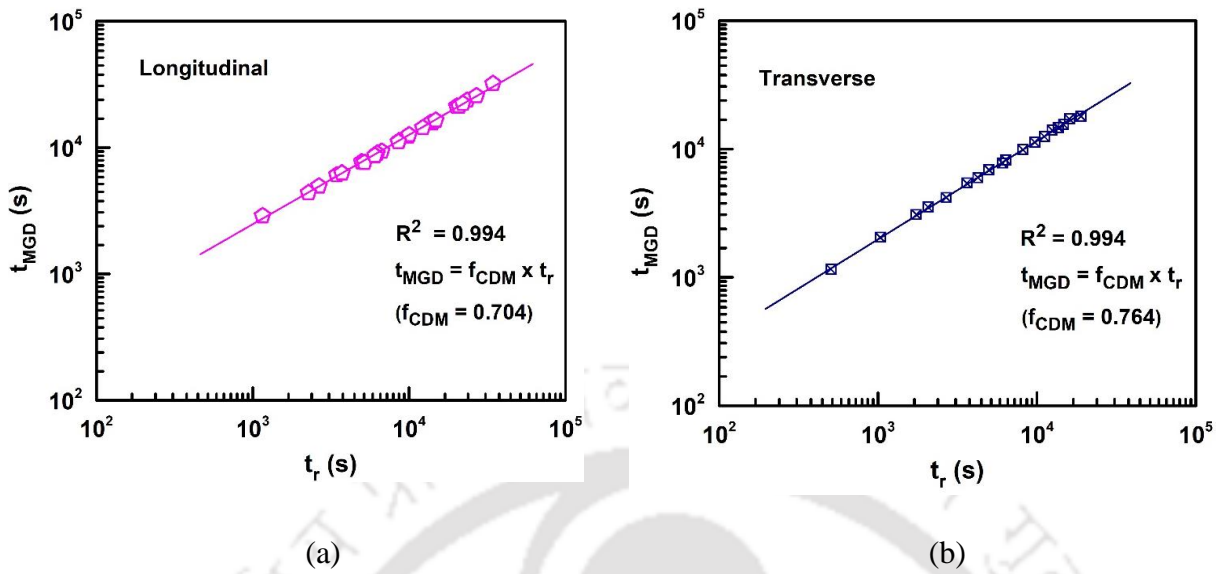 10^5
Longitudinal
10^4
t_MGD (s)
R^2 = 0.994
t_MGD = f_CDM x t_r
(f_CDM = 0.704)
10^3
10^2
10^2 10^3 10^4 10^5
t_r (s)
(a)
10^5
Transverse
10^4
t_MGD (s)
R^2 = 0.994
t_MGD = f_CDM x t_r
(f_CDM = 0.764)
10^3
10^2
10^2 10^3 10^4 10^5
t_r (s)
(b)